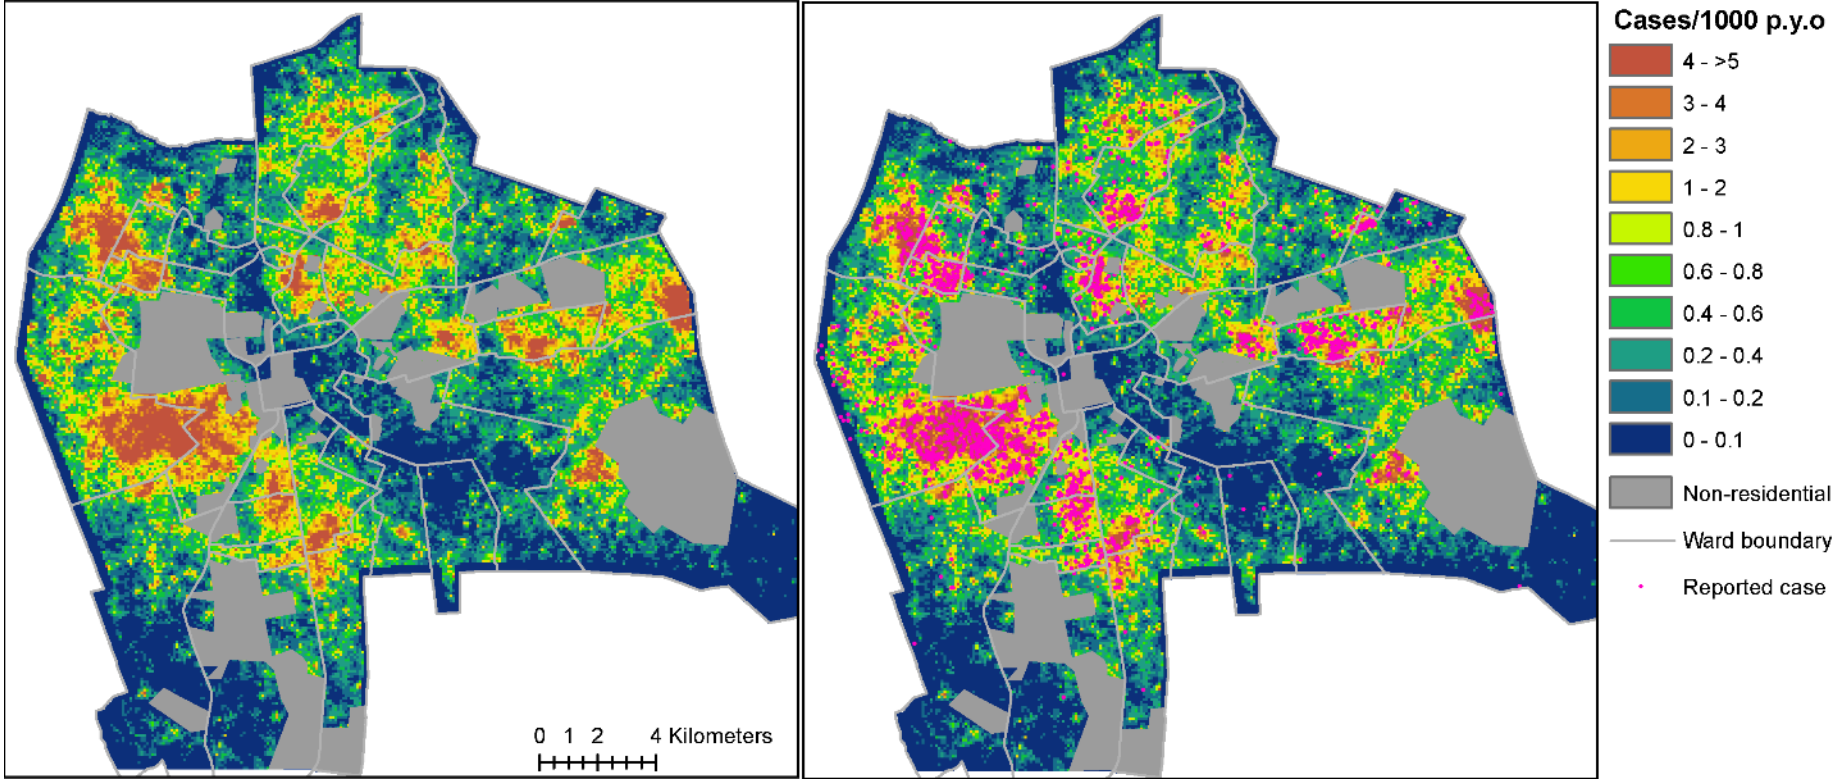 Cases/1000 p.y.o
4 - >5
3 - 4
2 - 3
1 - 2
0.8 - 1
0.6 - 0.8
0.4 - 0.6
0.2 - 0.4
0.1 - 0.2
0 - 0.1
Non-residential
Ward boundary
Reported case
0 1 2 4 Kilometers